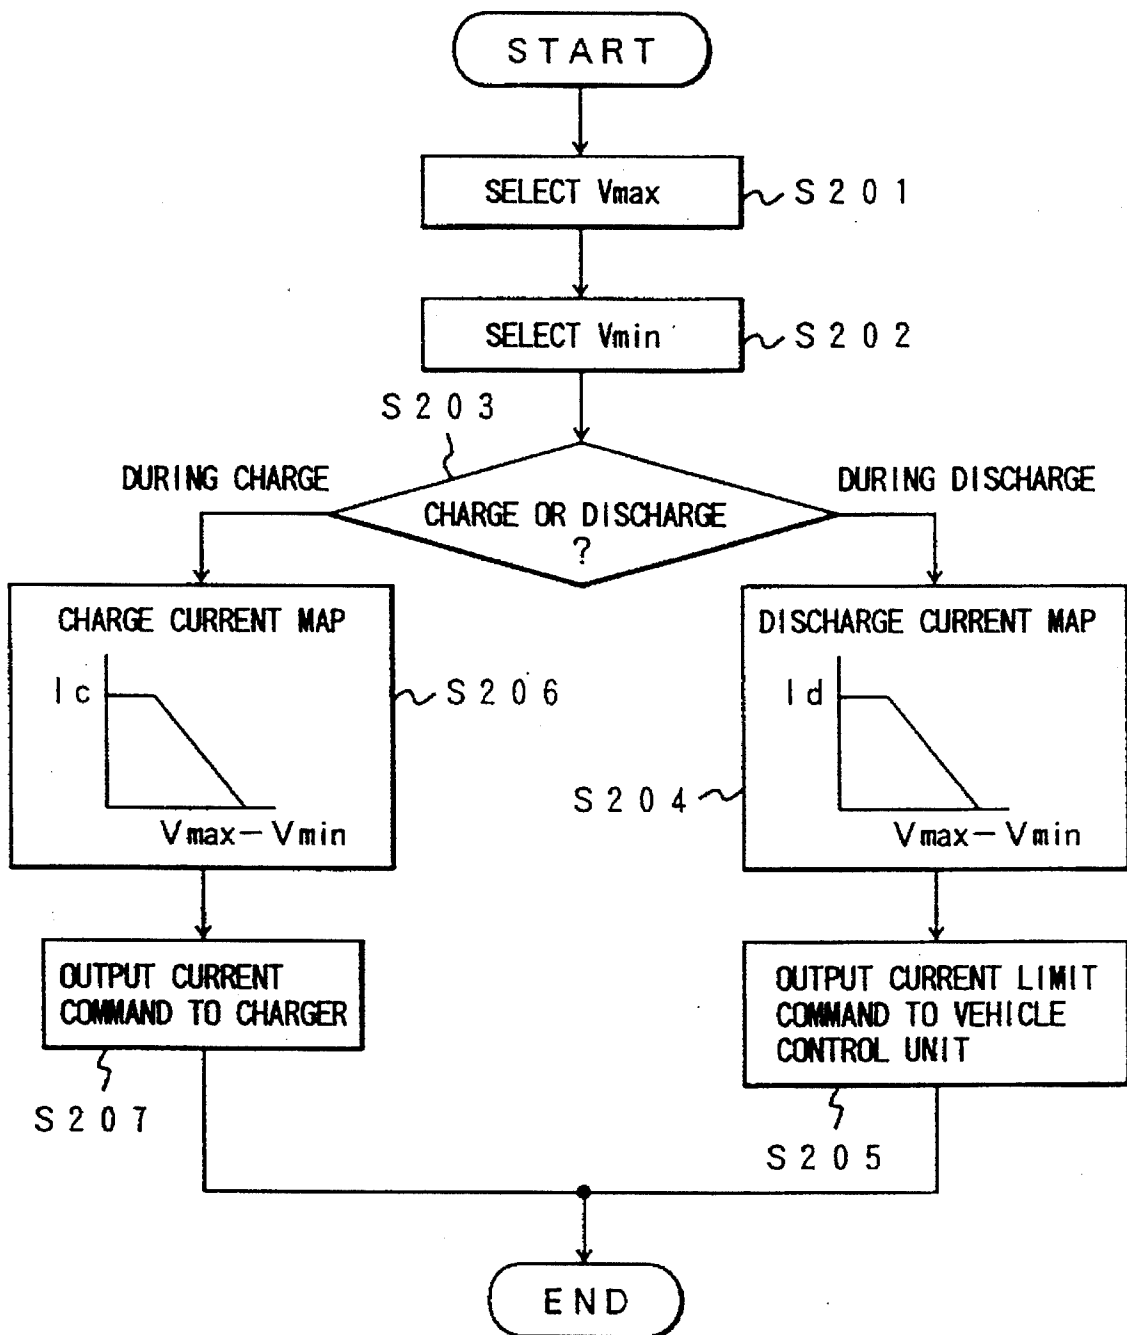 START
SELECT Vmax
S201
SELECT Vmin
S202
S203
DURING CHARGE
DURING DISCHARGE
CHARGE OR DISCHARGE
?
CHARGE CURRENT MAP
Ic
Vmax-Vmin
S206
DISCHARGE CURRENT MAP
Id
Vmax-Vmin
S204
OUTPUT CURRENT
COMMAND TO CHARGER
S207
OUTPUT CURRENT LIMIT
COMMAND TO VEHICLE
CONTROL UNIT
S205
END